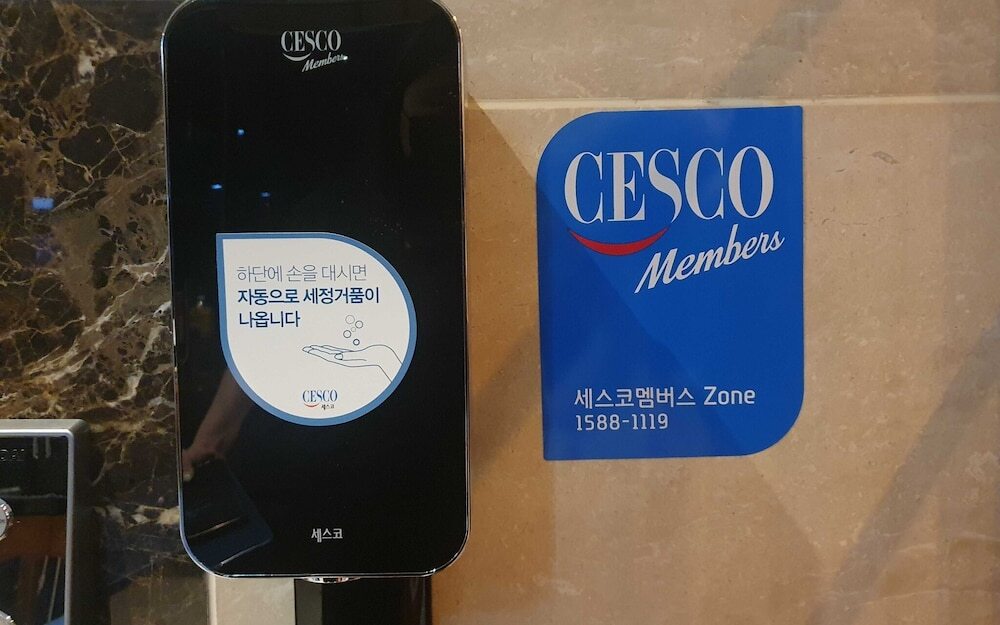 CESCO
Members
하단에 손을 대시면
자동으로 세정거품이
나옵니다
CESCO
세스코
세스코
CESCO
Members
세스코멤버스 Zone
1588-1119